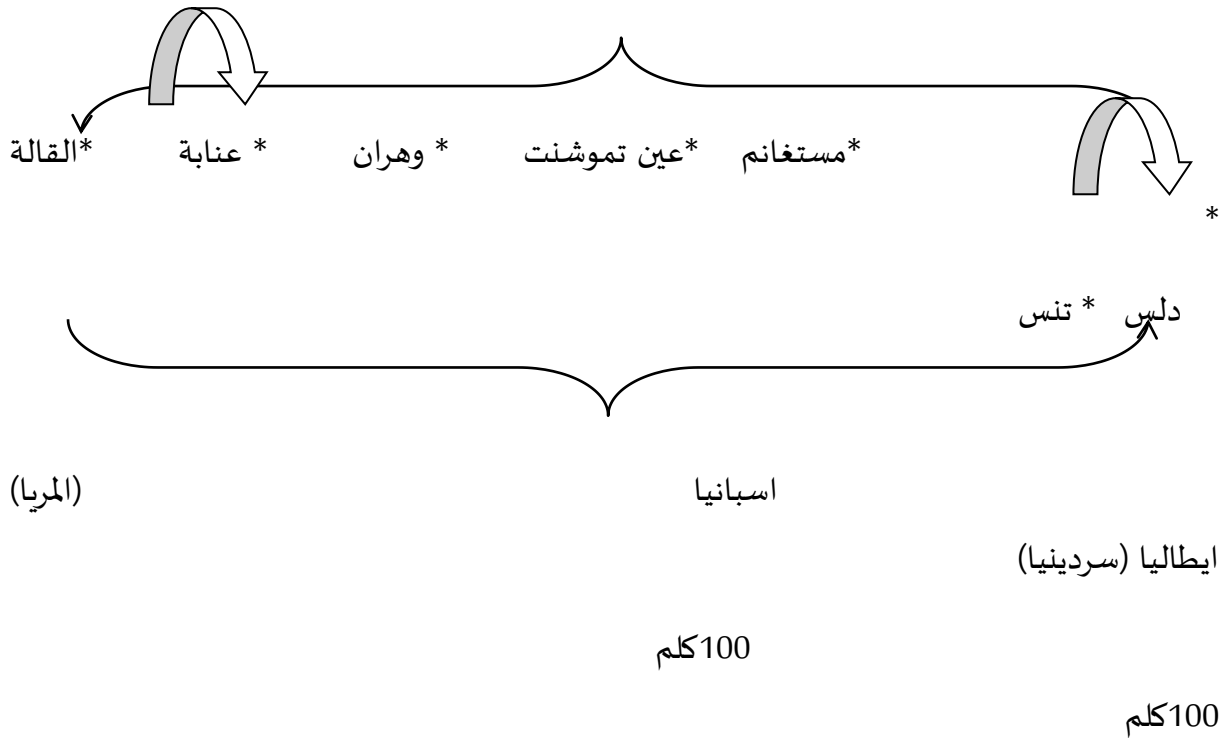 *مستغانم *عين تموشنت * وهران * عنابة *القالة
*
دلس * تنس
اسبانيا (المريا)
ايطاليا (سردينيا)
100كلم
100كلم